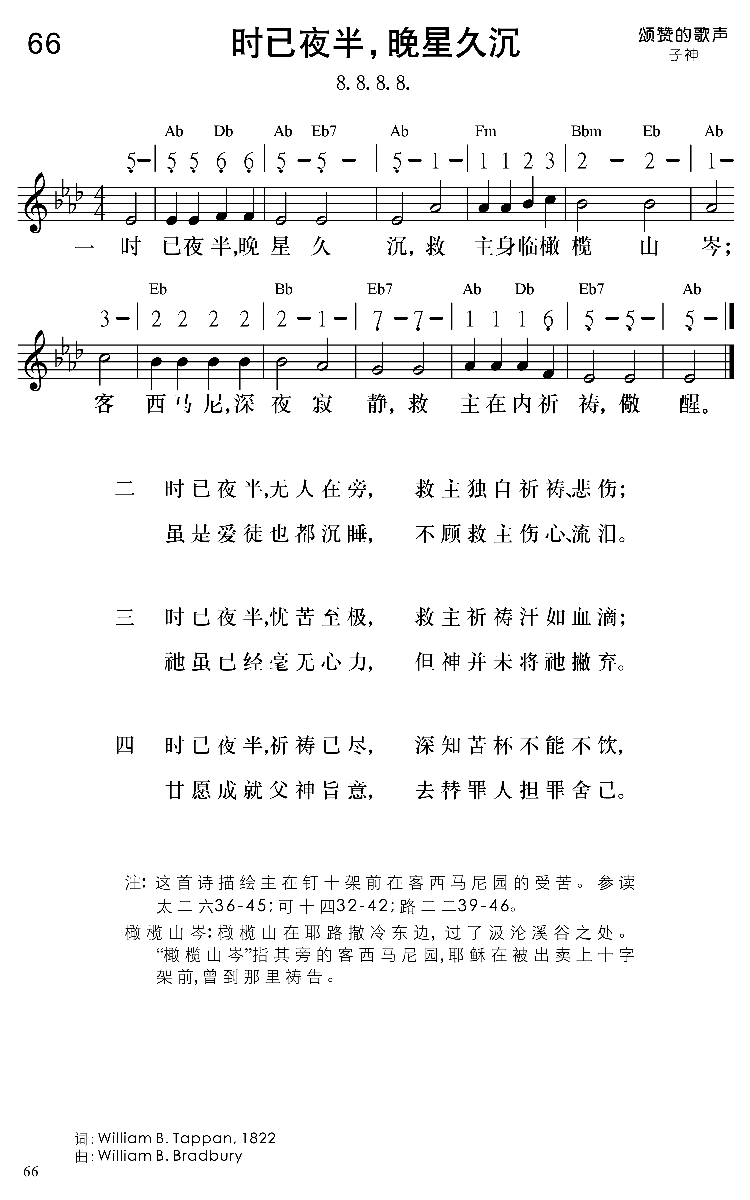 66
时已夜半，晚星久沉
颂赞的歌声
子神
8. 8. 8. 8.
Ab Db Ab Eb7 Ab Fm Bbm Eb Ab
5– | 5 5 6 6 | 5– 5– | 5– 1– | 1 1 2 3 | 2 – 2 – | 1–
4
4
一 时 已夜半,晚 星 久 沉，救 主身临橄 榄 山 岑；
Eb Bb Eb7 Ab Db Eb7 Ab
3– | 2 2 2 2 | 2–1– | 7–7– | 1 1 1 6 | 5–5– | 5–
客 西马尼,深 夜 寂 静，救 主在内祈 祷，儆 醒。
二 时已夜半,无人在旁， 救主独自祈祷、悲伤；
虽是爱徒也都沉睡， 不顾救主伤心、流泪。
三 时已夜半,忧苦至极， 救主祈祷汗如血滴；
祂虽已经毫无心力， 但神并未将祂撇弃。
四 时已夜半,祈祷已尽， 深知苦杯不能不饮，
甘愿成就父神旨意， 去替罪人担罪舍己。
注：这首诗描绘主在钉十架前在客西马尼园的受苦。参读
太二六36-45；可十四32-42；路二二39-46。
橄榄山岑：橄榄山在耶路撒冷东边，过了汲沦溪谷之处。
“橄榄山岑”指其旁的客西马尼园,耶稣在被出卖上十字
架前,曾到那里祷告。
词：William B. Tappan, 1822
曲：William B. Bradbury
66